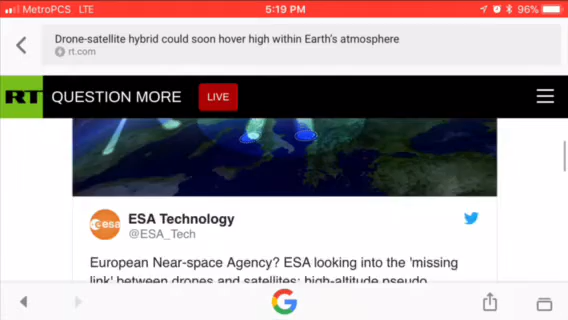 MetroPCS LTE 5:19 PM 96%
Drone-satellite hybrid could soon hover high within Earth's atmosphere
rt.com
RT QUESTION MORE LIVE
esa ESA Technology
@ESA_Tech
European Near-space Agency? ESA looking into the 'missing
link' between drones and satellites: high-altitude pseudo
G